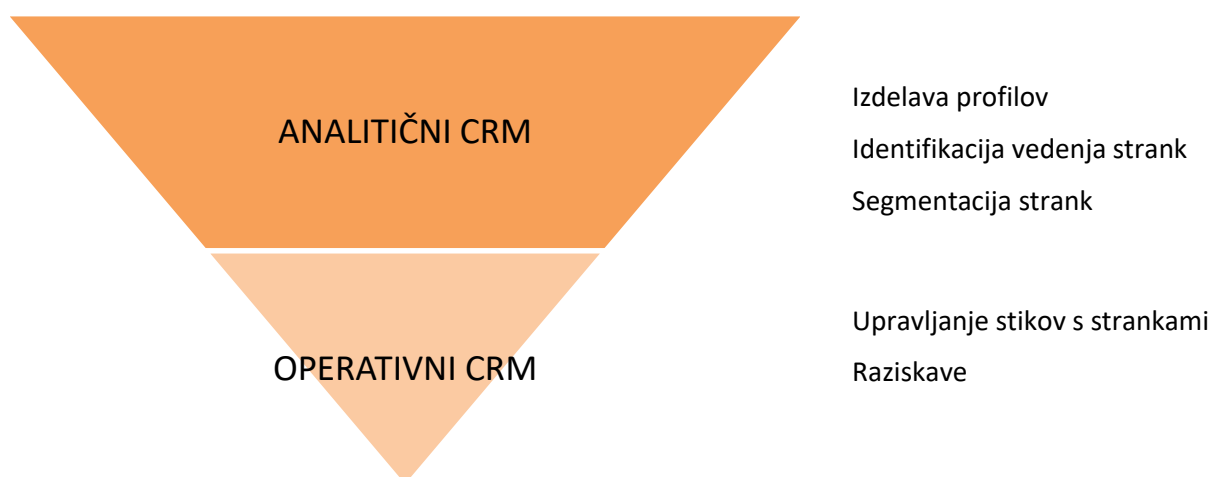 ANALITIČNI CRM
Izdelava profilov
Identifikacija vedenja strank
Segmentacija strank
OPERATIVNI CRM
Upravljanje stikov s strankami
Raziskave